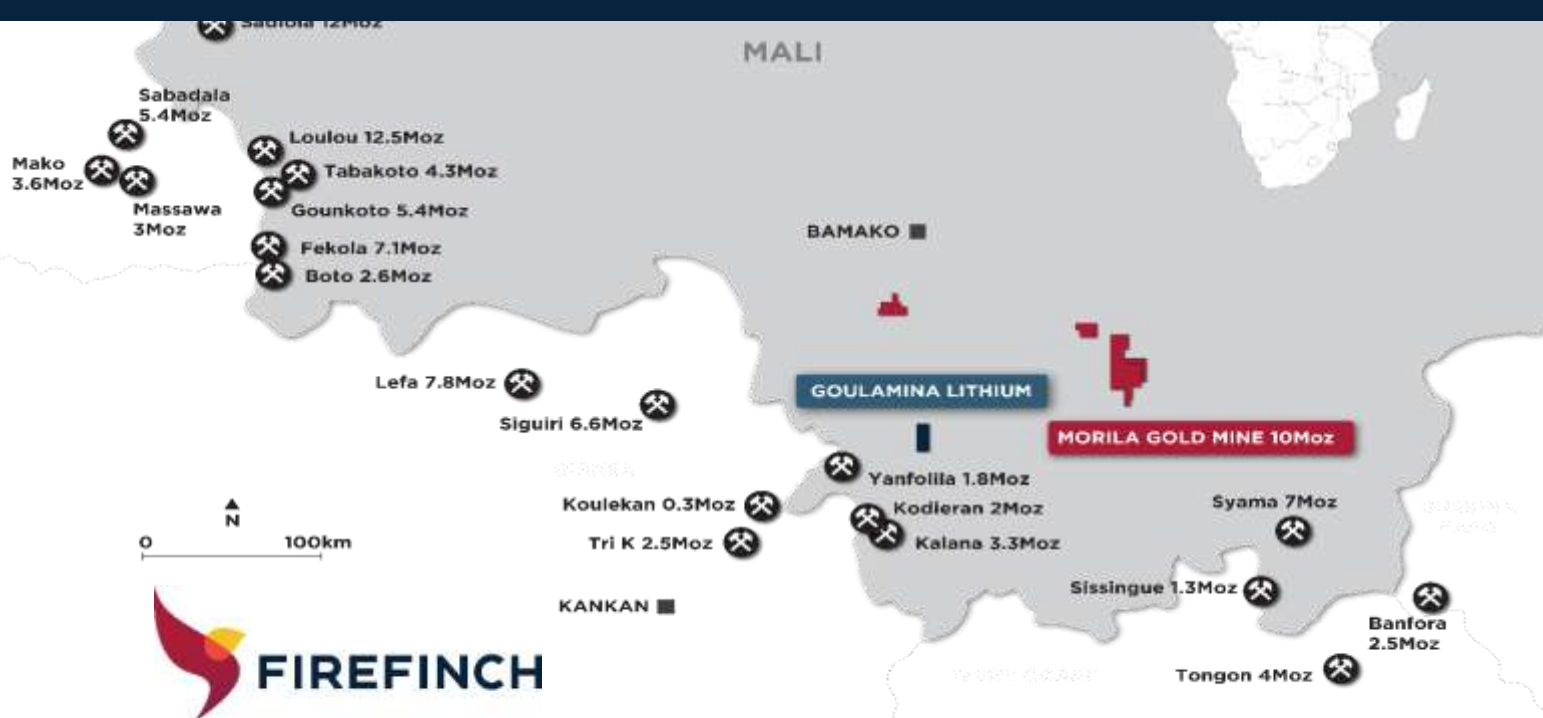 Sadiola 12Moz
MALI
Sabadala
5.4Moz
Loulou 12.5Moz
Mako
3.6Moz
Tabakoto 4.3Moz
Massawa
3Moz
Gounkoto 5.4Moz
BAMAKO
Fekola 7.1Moz
Boto 2.6Moz
Lefa 7.8Moz
GOULAMINA LITHIUM
Siguiri 6.6Moz
MORILA GOLD MINE 10Moz
Yanfolila 1.8Moz
Koulekan 0.3Moz
Kodieran 2Moz
Syama 7Moz
N
0
100km
Tri K 2.5Moz
Kalana 3.3Moz
Sissingue 1.3Moz
KANKAN
Banfora
2.5Moz
Tongon 4Moz
FIREFINCH